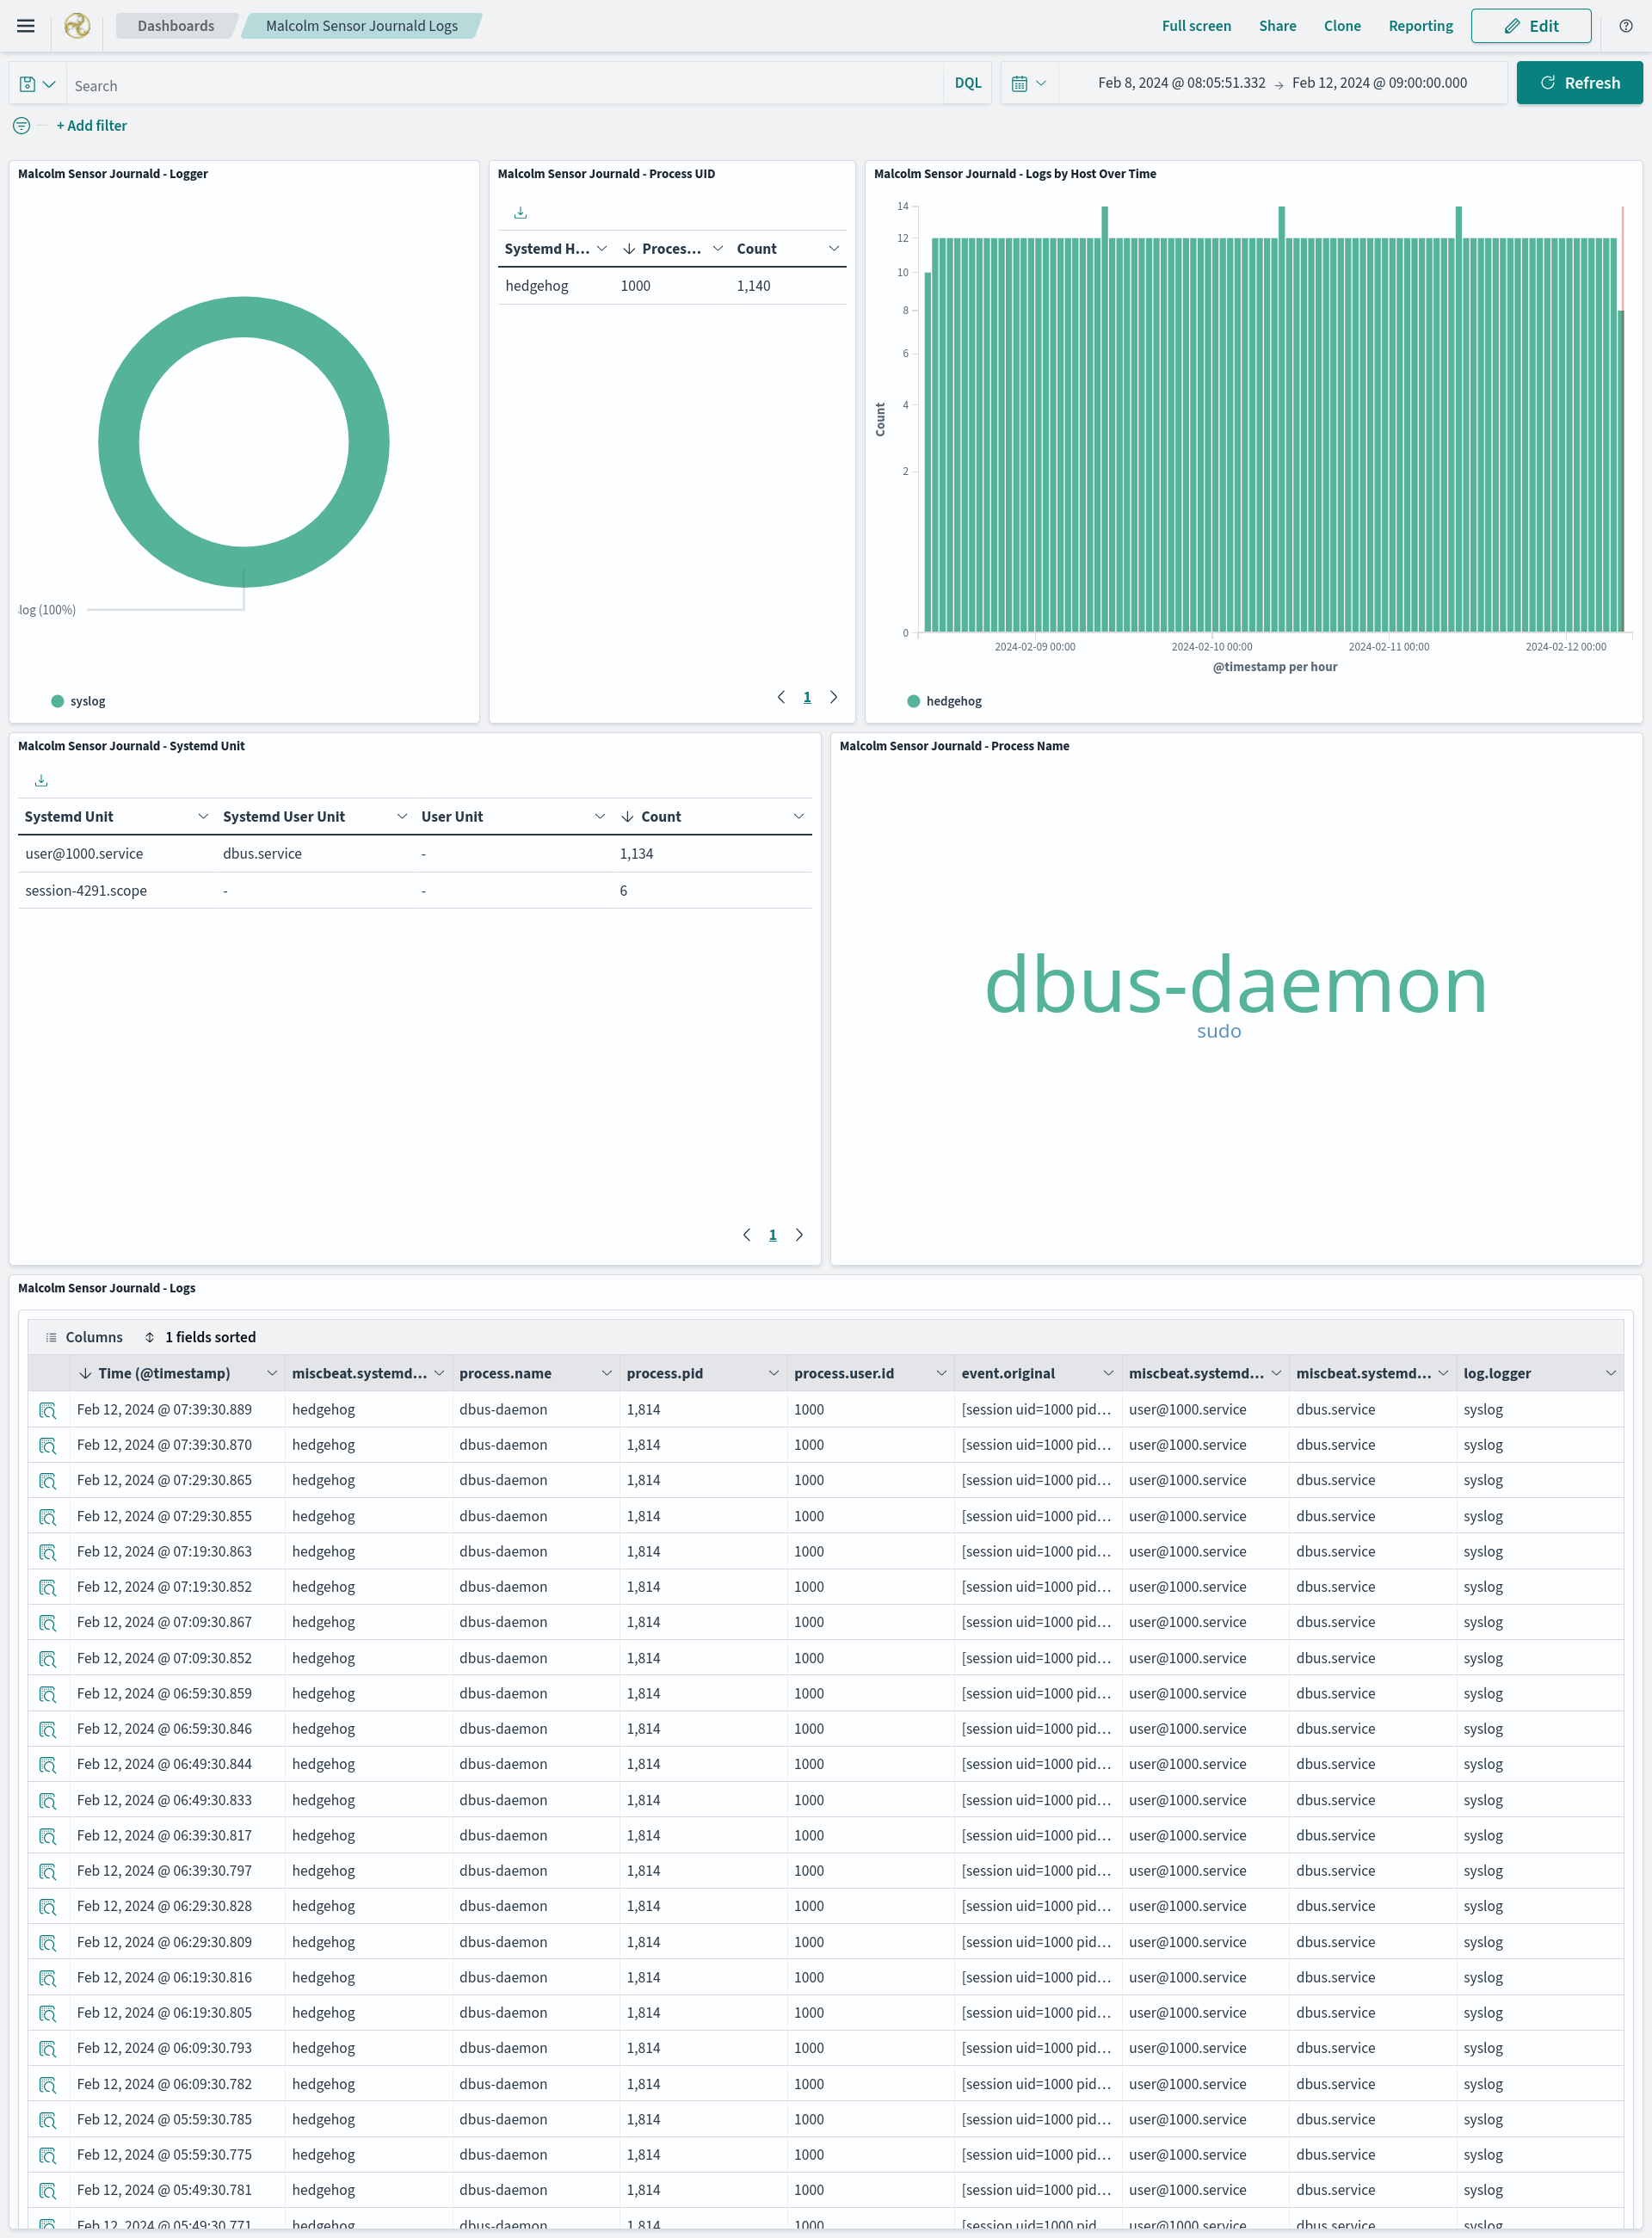 Dashboards Malcolm Sensor Journald Logs Full screen Share Clone Reporting Edit
Search DQL Feb 8, 2024 @ 08:05:51.332 → Feb 12, 2024 @ 09:00:00.000 Refresh
+ Add filter
Malcolm Sensor Journald - Logger
log (100%)
syslog
Malcolm Sensor Journald - Process UID
Systemd H... Proces... Count
hedgehog 1000 1,140
1
Malcolm Sensor Journald - Logs by Host Over Time
14
12
10
8
6
4
2
0
Count
2024-02-09 00:00 2024-02-10 00:00 2024-02-11 00:00 2024-02-12 00:00
@timestamp per hour
hedgehog
Malcolm Sensor Journald - Systemd Unit
Systemd Unit Systemd User Unit User Unit Count
user@1000.service dbus.service - 1,134
session-4291.scope - - 6
1
Malcolm Sensor Journald - Process Name
dbus-daemon
sudo
Malcolm Sensor Journald - Logs
Columns 1 fields sorted
Time (@timestamp) miscbeat.systemd... process.name process.pid process.user.id event.original miscbeat.systemd... miscbeat.systemd... log.logger
Feb 12, 2024 @ 07:39:30.889 hedgehog dbus-daemon 1,814 1000 [session uid=1000 pid... user@1000.service dbus.service syslog
Feb 12, 2024 @ 07:39:30.870 hedgehog dbus-daemon 1,814 1000 [session uid=1000 pid... user@1000.service dbus.service syslog
Feb 12, 2024 @ 07:29:30.865 hedgehog dbus-daemon 1,814 1000 [session uid=1000 pid... user@1000.service dbus.service syslog
Feb 12, 2024 @ 07:29:30.855 hedgehog dbus-daemon 1,814 1000 [session uid=1000 pid... user@1000.service dbus.service syslog
Feb 12, 2024 @ 07:19:30.863 hedgehog dbus-daemon 1,814 1000 [session uid=1000 pid... user@1000.service dbus.service syslog
Feb 12, 2024 @ 07:19:30.852 hedgehog dbus-daemon 1,814 1000 [session uid=1000 pid... user@1000.service dbus.service syslog
Feb 12, 2024 @ 07:09:30.867 hedgehog dbus-daemon 1,814 1000 [session uid=1000 pid... user@1000.service dbus.service syslog
Feb 12, 2024 @ 07:09:30.852 hedgehog dbus-daemon 1,814 1000 [session uid=1000 pid... user@1000.service dbus.service syslog
Feb 12, 2024 @ 06:59:30.859 hedgehog dbus-daemon 1,814 1000 [session uid=1000 pid... user@1000.service dbus.service syslog
Feb 12, 2024 @ 06:59:30.846 hedgehog dbus-daemon 1,814 1000 [session uid=1000 pid... user@1000.service dbus.service syslog
Feb 12, 2024 @ 06:49:30.844 hedgehog dbus-daemon 1,814 1000 [session uid=1000 pid... user@1000.service dbus.service syslog
Feb 12, 2024 @ 06:49:30.833 hedgehog dbus-daemon 1,814 1000 [session uid=1000 pid... user@1000.service dbus.service syslog
Feb 12, 2024 @ 06:39:30.817 hedgehog dbus-daemon 1,814 1000 [session uid=1000 pid... user@1000.service dbus.service syslog
Feb 12, 2024 @ 06:39:30.797 hedgehog dbus-daemon 1,814 1000 [session uid=1000 pid... user@1000.service dbus.service syslog
Feb 12, 2024 @ 06:29:30.828 hedgehog dbus-daemon 1,814 1000 [session uid=1000 pid... user@1000.service dbus.service syslog
Feb 12, 2024 @ 06:29:30.809 hedgehog dbus-daemon 1,814 1000 [session uid=1000 pid... user@1000.service dbus.service syslog
Feb 12, 2024 @ 06:19:30.816 hedgehog dbus-daemon 1,814 1000 [session uid=1000 pid... user@1000.service dbus.service syslog
Feb 12, 2024 @ 06:19:30.805 hedgehog dbus-daemon 1,814 1000 [session uid=1000 pid... user@1000.service dbus.service syslog
Feb 12, 2024 @ 06:09:30.793 hedgehog dbus-daemon 1,814 1000 [session uid=1000 pid... user@1000.service dbus.service syslog
Feb 12, 2024 @ 06:09:30.782 hedgehog dbus-daemon 1,814 1000 [session uid=1000 pid... user@1000.service dbus.service syslog
Feb 12, 2024 @ 05:59:30.785 hedgehog dbus-daemon 1,814 1000 [session uid=1000 pid... user@1000.service dbus.service syslog
Feb 12, 2024 @ 05:59:30.775 hedgehog dbus-daemon 1,814 1000 [session uid=1000 pid... user@1000.service dbus.service syslog
Feb 12, 2024 @ 05:49:30.781 hedgehog dbus-daemon 1,814 1000 [session uid=1000 pid... user@1000.service dbus.service syslog
Feb 12, 2024 @ 05:49:30.771 hedgehog dbus-daemon 1,814 1000 [session uid=1000 pid... user@1000.service dbus.service syslog